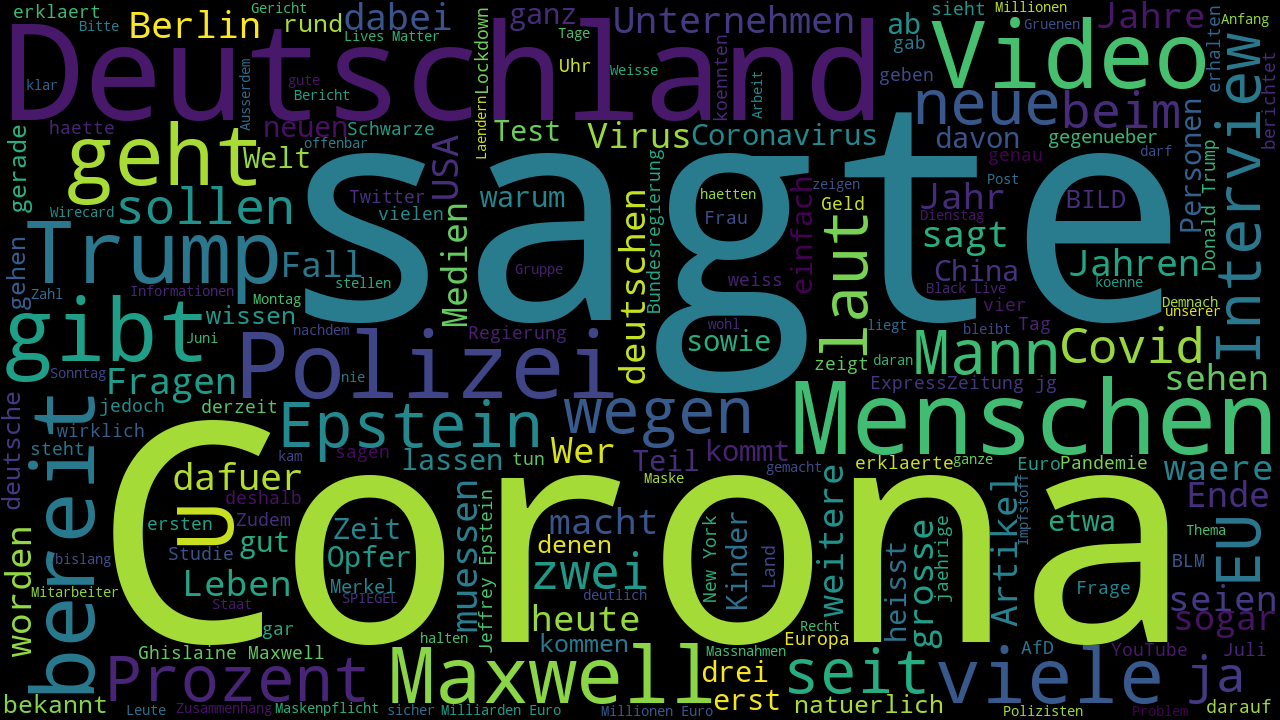 erklaert
Bitte
Berlin
Gericht
rund
dabei
Lives Matter
ganz
Tage
Unternehmen
ab
gab
sieht
Millionen
Gruenen
Jahre
Anfang
Deutschland
Video
klar
Ausserdem
gute
Bericht
Lockdown
Laendern
Uhr
Weisse
koennten
Arbeit
geben
neue
beim
erhalten
Interview
berichtet
gerade
haette
geht
neuen
Schwarze
offenbar
Welt
USA
Test
Virus
Coronavirus
davon
gegenueber
genau
darf
Personen
Donald Trump
Wirecard
sollen
Twitter
vielen
warum
deutschen
Bundesregierung
haetten
Frau
einfach
zeigen
Geld
laut
Jahr
Dienstag
Post
BILD
sagt
sagte
gehen
Trump
Fall
stellen
Medien
Gruppe
weiss
China
Black Live
Jahren
koenne
Zahl
Informationen
Montag
vier
Demnach
unserer
gibt
wissen
Juni
nachdem
Regierung
wohl
sowie
liegt
bleibt
Tag
Polizei
zeigt
daran
Mann
Covid
Sonntag
Fragen
nie
ExpressZeitung jg
sehen
deutsche
bereit
jedoch
derzeit
wirklich
steht
Epstein
wegen
Menschen
kam
sagen
lassen
tun
Wer
Teil
kommt
gemacht
Maske
erklaerte
ganze
Euro
Pandemie
waere
dafuer
deshalb
Corona
Ende
worden
ersten
u
Zudem
Zeit
muessen
Jeffrey Epstein
macht
denen
New York
Kinder
Land
weitere
heisst
grosse
jaehrige
Artikel
Impfstoff
etwa
Thema
EU
bislang
Studie
gut
Opfer
zwei
BLM
Mitarbeiter
Leben
Merkel
SPIEGEL
deutlich
Frage
seien
Staat
heute
Recht
sogar
gar
halten
kommen
Europa
Massnahmen
AfD
YouTube
Juli
Ghislaine Maxwell
Prozent
Maxwell
drei
seit
viele
ja
bekannt
Leute
Zusammenhang
Maskenpflicht
sicher
Milliarden Euro
Millionen Euro
erst
natuerlich
Polizisten
Problem
darauf